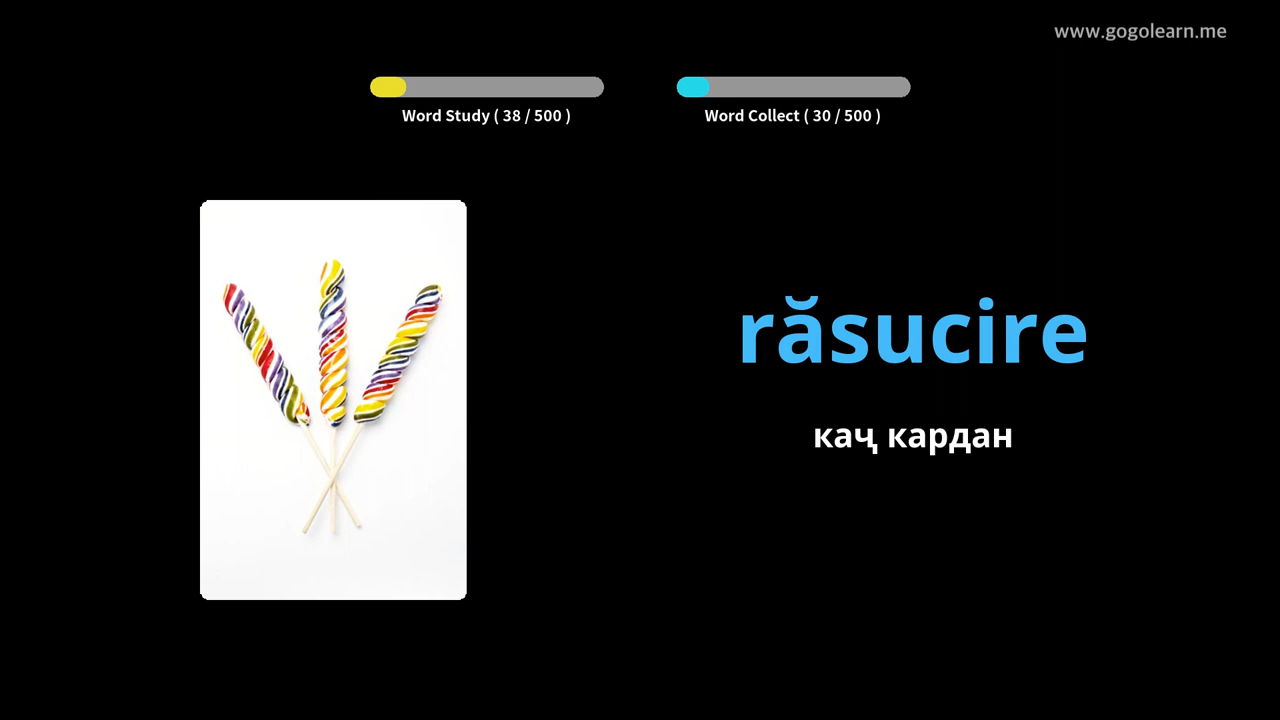 www.gogolearn.me
Word Study ( 38 / 500 )
Word Collect ( 30 / 500 )
răsucire
каҷ кардан